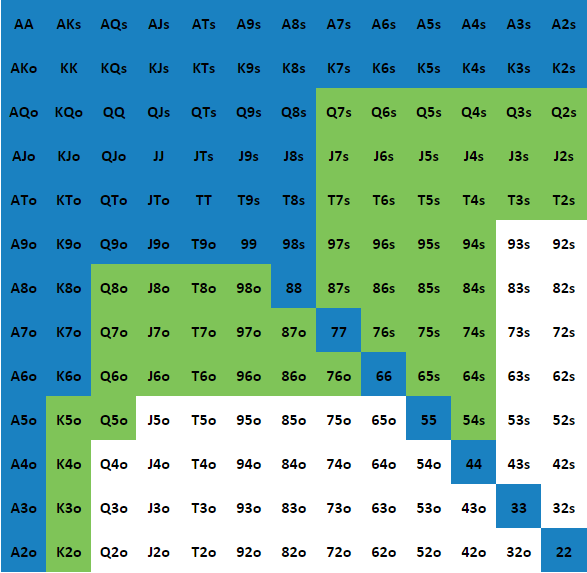 AA AKs AQs AJs ATs A9s A8s A7s A6s A5s A4s A3s A2s
AKo KK KQs KJs KTs K9s K8s K7s K6s K5s K4s K3s K2s
AQo KQo QQ QJs QTs Q9s Q8s Q7s Q6s Q5s Q4s Q3s Q2s
AJo KJo QJo JJ JTs J9s J8s J7s J6s J5s J4s J3s J2s
ATo KTo QTo JTo TT T9s T8s T7s T6s T5s T4s T3s T2s
A9o K9o Q9o J9o T9o 99 98s 97s 96s 95s 94s 93s 92s
A8o K8o Q8o J8o T8o 98o 88 87s 86s 85s 84s 83s 82s
A7o K7o Q7o J7o T7o 97o 87o 77 76s 75s 74s 73s 72s
A6o K6o Q6o J6o T6o 96o 86o 76o 66 65s 64s 63s 62s
A5o K5o Q5o J5o T5o 95o 85o 75o 65o 55 54s 53s 52s
A4o K4o Q4o J4o T4o 94o 84o 74o 64o 54o 44 43s 42s
A3o K3o Q3o J3o T3o 93o 83o 73o 63o 53o 43o 33 32s
A2o K2o Q2o J2o T2o 92o 82o 72o 62o 52o 42o 32o 22